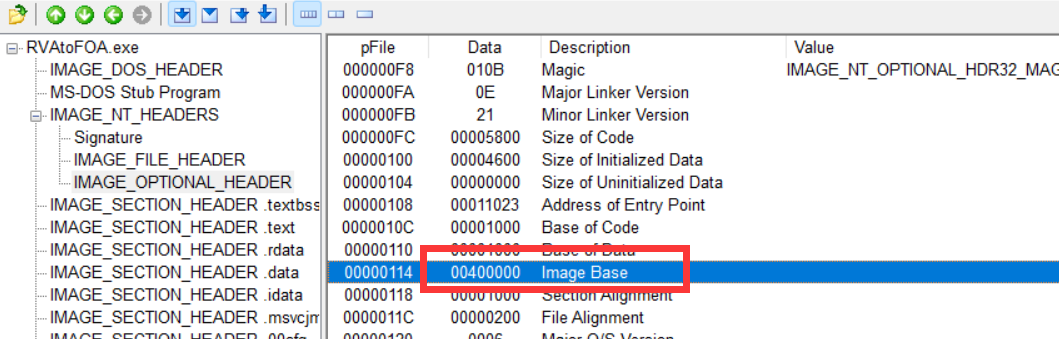 RVAtoFOA.exe
IMAGE_DOS_HEADER
MS-DOS Stub Program
IMAGE_NT_HEADERS
Signature
IMAGE_FILE_HEADER
IMAGE_OPTIONAL_HEADER
IMAGE_SECTION_HEADER .textbss
IMAGE_SECTION_HEADER .text
IMAGE_SECTION_HEADER .rdata
IMAGE_SECTION_HEADER .data
IMAGE_SECTION_HEADER .idata
IMAGE_SECTION_HEADER .msvcjm
IMAGE_SECTION_HEADER .00cfg
pFile Data Description Value
000000F8 010B Magic IMAGE_NT_OPTIONAL_HDR32_MAG
000000FA 0E Major Linker Version
000000FB 21 Minor Linker Version
000000FC 00005800 Size of Code
00000100 00004600 Size of Initialized Data
00000104 00000000 Size of Uninitialized Data
00000108 00011023 Address of Entry Point
0000010C 00001000 Base of Code
00000110 00001000 Base of Data
00000114 00400000 Image Base
00000118 00001000 Section Alignment
0000011C 00000200 File Alignment
00000120 0006 Major O/S Version